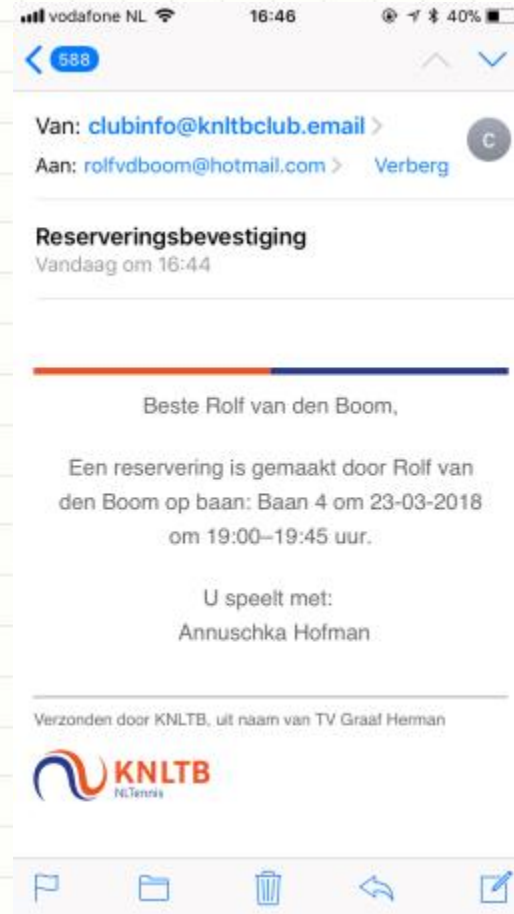 vodafone NL 16:46 40%
588
Van: clubinfo@knltbclub.email
C
Aan: rolfvdboom@hotmail.com Verberg
Reserveringsbevestiging
Vandaag om 16:44
Beste Rolf van den Boom,
Een reservering is gemaakt door Rolf van
den Boom op baan: Baan 4 om 23-03-2018
om 19:00–19:45 uur.
U speelt met:
Annuschka Hofman
Verzonden door KNLTB, uit naam van TV Graaf Herman
KNLTB
NLTennis